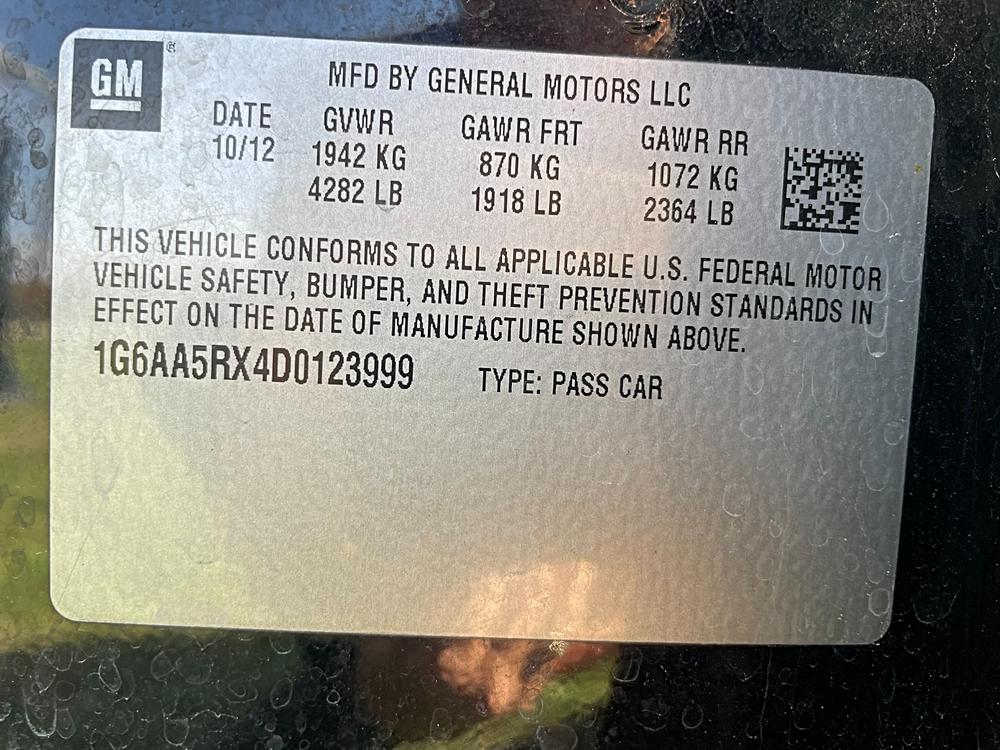 GM ®
MFD BY GENERAL MOTORS LLC
DATE GVWR GAWR FRT GAWR RR
10/12 1942 KG 870 KG 1072 KG
4282 LB 1918 LB 2364 LB
THIS VEHICLE CONFORMS TO ALL APPLICABLE U.S. FEDERAL MOTOR
VEHICLE SAFETY, BUMPER, AND THEFT PREVENTION STANDARDS IN
EFFECT ON THE DATE OF MANUFACTURE SHOWN ABOVE.
1G6AA5RX4D0123999 TYPE: PASS CAR